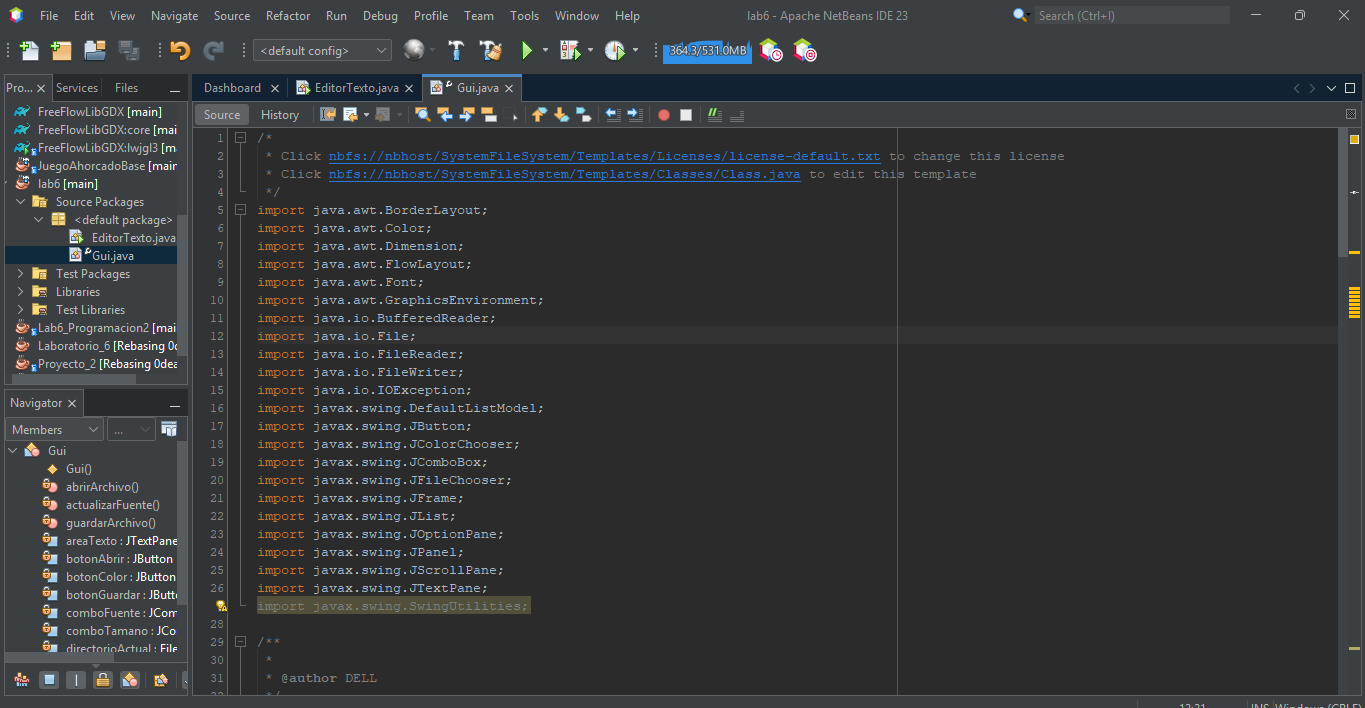 File Edit View Navigate Source Refactor Run Debug Profile Team Tools Window Help lab6 - Apache NetBeans IDE 23 Search (Ctrl+I)
<default config> 364.3/531.0MB
Pro... Services Files
FreeFlowLibGDX [main]
FreeFlowLibGDX:core [mai
FreeFlowLibGDX:lwjgl3 [m
JuegoAhorcadoBase [main
lab6 [main]
Source Packages
<default package>
EditorTexto.java
Gui.java
Test Packages
Libraries
Test Libraries
Lab6_Programacion2 [mai
Laboratorio_6 [Rebasing 0
Proyecto_2 [Rebasing 0dea
Navigator
Members ...
Gui
Gui()
abrirArchivo()
actualizarFuente()
guardarArchivo()
areaTexto : JTextPane
botonAbrir : JButton
botonColor : JButton
botonGuardar : JButto
comboFuente : JCom
comboTamano : JCo
directorioActual : File
Dashboard EditorTexto.java Gui.java
Source History
1 /*
2 * Click nbfs://nbhost/SystemFileSystem/Templates/Licenses/license-default.txt to change this license
3 * Click nbfs://nbhost/SystemFileSystem/Templates/Classes/Class.java to edit this template
4 */
5 import java.awt.BorderLayout;
6 import java.awt.Color;
7 import java.awt.Dimension;
8 import java.awt.FlowLayout;
9 import java.awt.Font;
10 import java.awt.GraphicsEnvironment;
11 import java.io.BufferedReader;
12 import java.io.File;
13 import java.io.FileReader;
14 import java.io.FileWriter;
15 import java.io.IOException;
16 import javax.swing.DefaultListModel;
17 import javax.swing.JButton;
18 import javax.swing.JColorChooser;
19 import javax.swing.JComboBox;
20 import javax.swing.JFileChooser;
21 import javax.swing.JFrame;
22 import javax.swing.JList;
23 import javax.swing.JOptionPane;
24 import javax.swing.JPanel;
25 import javax.swing.JScrollPane;
26 import javax.swing.JTextPane;
import javax.swing.SwingUtilities;
28
29 /**
30 *
31 * @author DELL
32 */
12:21 INS Windows (CRLF)